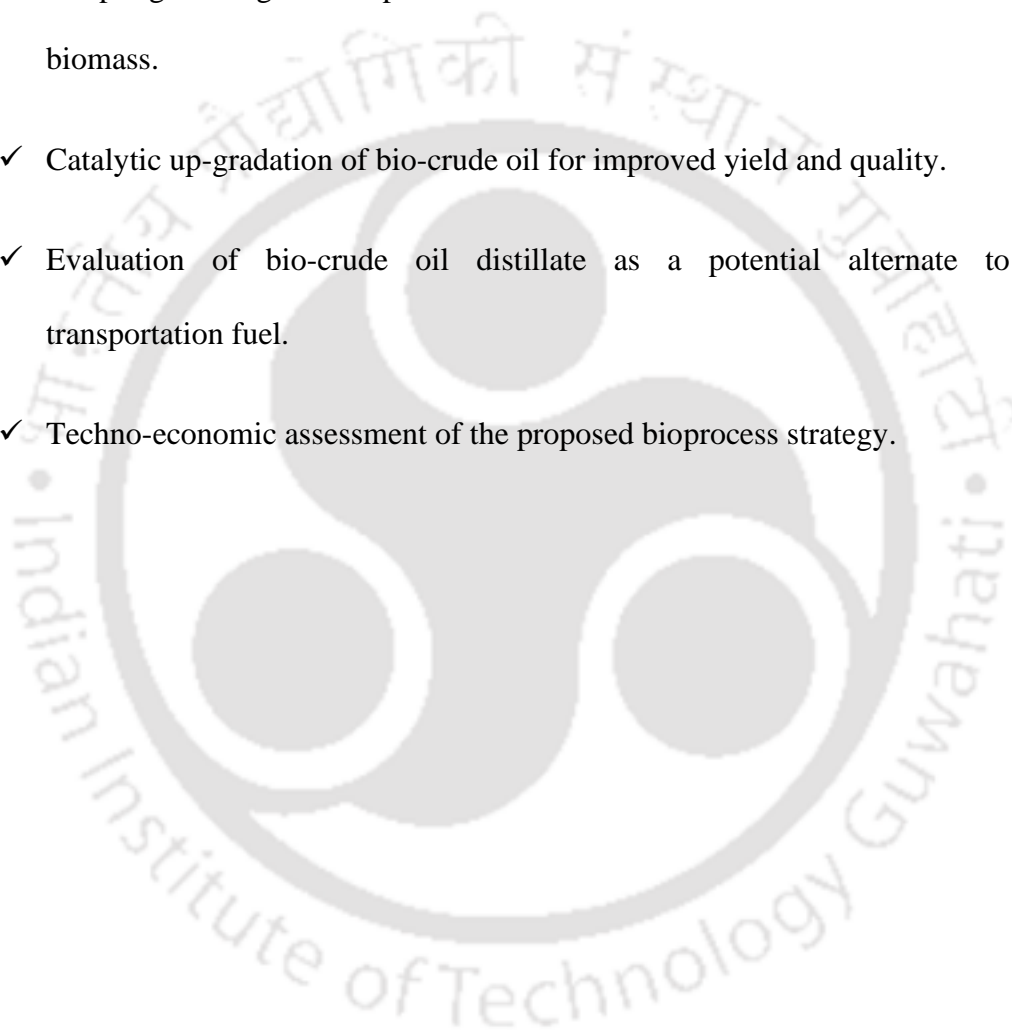 biomass.
✓ Catalytic up-gradation of bio-crude oil for improved yield and quality.
✓ Evaluation of bio-crude oil distillate as a potential alternate to
transportation fuel.
✓ Techno-economic assessment of the proposed bioprocess strategy.
भारतीय प्रौद्योगिकी संस्थान गुवाहाटी
Indian Institute of Technology Guwahati